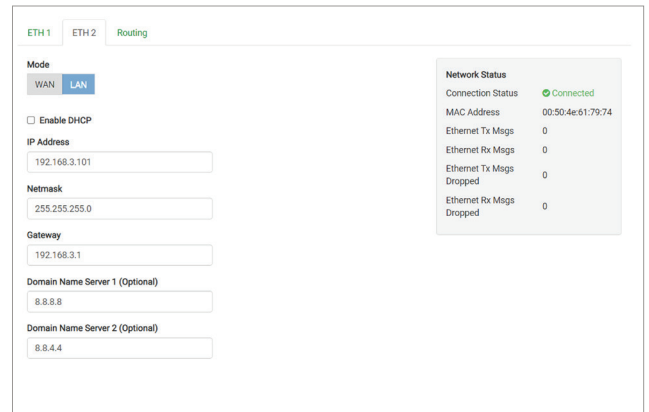 ETH 1 ETH 2 Routing
Mode
WAN LAN
Enable DHCP
IP Address
192.168.3.101
Netmask
255.255.255.0
Gateway
192.168.3.1
Domain Name Server 1 (Optional)
8.8.8.8
Domain Name Server 2 (Optional)
8.8.4.4
Network Status
Connection Status Connected
MAC Address 00:50:4e:61:79:74
Ethernet Tx Msgs 0
Ethernet Rx Msgs 0
Ethernet Tx Msgs
Dropped 0
Ethernet Rx Msgs
Dropped 0